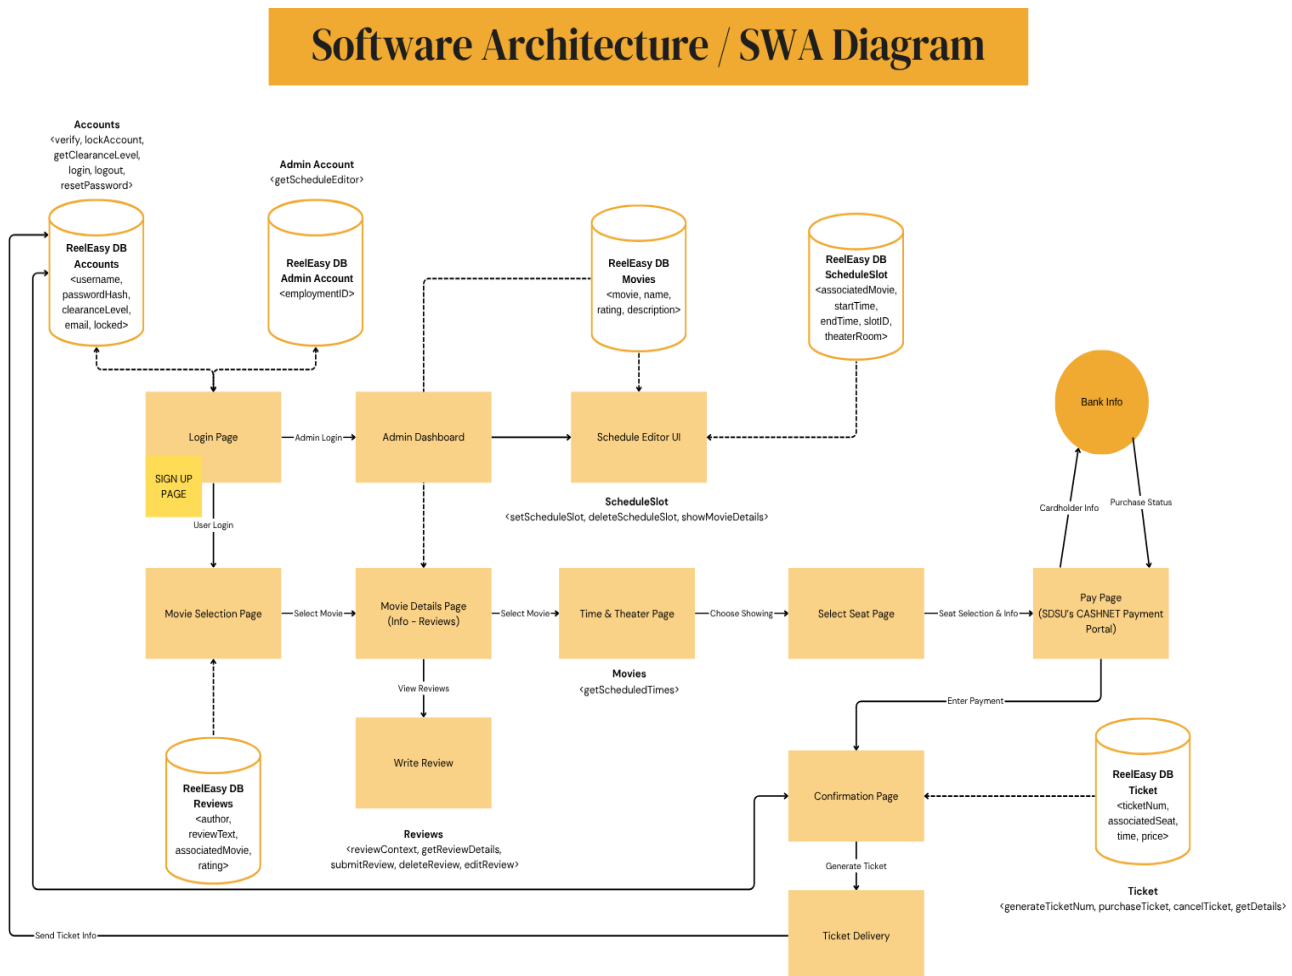 Software Architecture / SWA Diagram
Accounts
<verify, lockAccount,
getClearanceLevel,
login, logout,
resetPassword>
Admin Account
<getScheduleEditor>
ReelEasy DB
Accounts
<username,
passwordHash,
clearanceLevel,
email, locked>
ReelEasy DB
Admin Account
<employmentID>
ReelEasy DB
Movies
<movie, name,
rating, description>
ReelEasy DB
ScheduleSlot
<associatedMovie,
startTime,
endTime, slotID,
theaterRoom>
Bank Info
Login Page
Admin Login
Admin Dashboard
Schedule Editor UI
SIGN UP
PAGE
User Login
ScheduleSlot
<setScheduleSlot, deleteScheduleSlot, showMovieDetails>
Cardholder Info
Purchase Status
Movie Selection Page
Select Movie
Movie Details Page
(Info - Reviews)
Select Movie
Time & Theater Page
Choose Showing
Select Seat Page
Seat Selection & Info
Pay Page
(SDSU's CASHNET Payment
Portal)
Movies
<getScheduledTimes>
View Reviews
Enter Payment
Write Review
ReelEasy DB
Reviews
<author,
reviewText,
associatedMovie,
rating>
Reviews
<reviewContext, getReviewDetails,
submitReview, deleteReview, editReview>
Confirmation Page
ReelEasy DB
Ticket
<ticketNum,
associatedSeat,
time, price>
Generate Ticket
Ticket
<generateTicketNum, purchaseTicket, cancelTicket, getDetails>
Send Ticket Info
Ticket Delivery